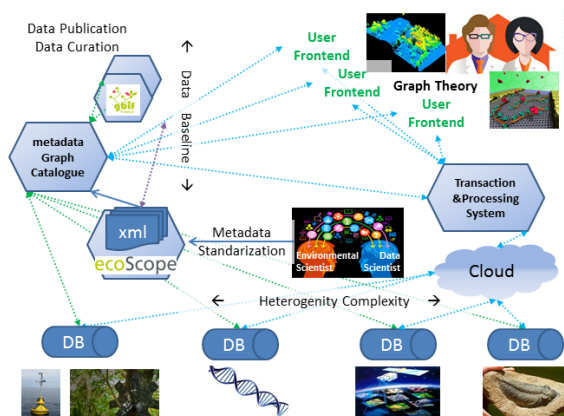 Data Publication
Data Curation
gbif
Data Baseline
User
Frontend
User
Frontend
Graph Theory
User
Frontend
metadata
Graph
Catalogue
Transaction
&Processing
System
xml
ecoScope
Metadata
Standarization
Environmental
Scientist
Data
Scientist
Cloud
Heterogenity Complexity
DB
DB
DB
DB